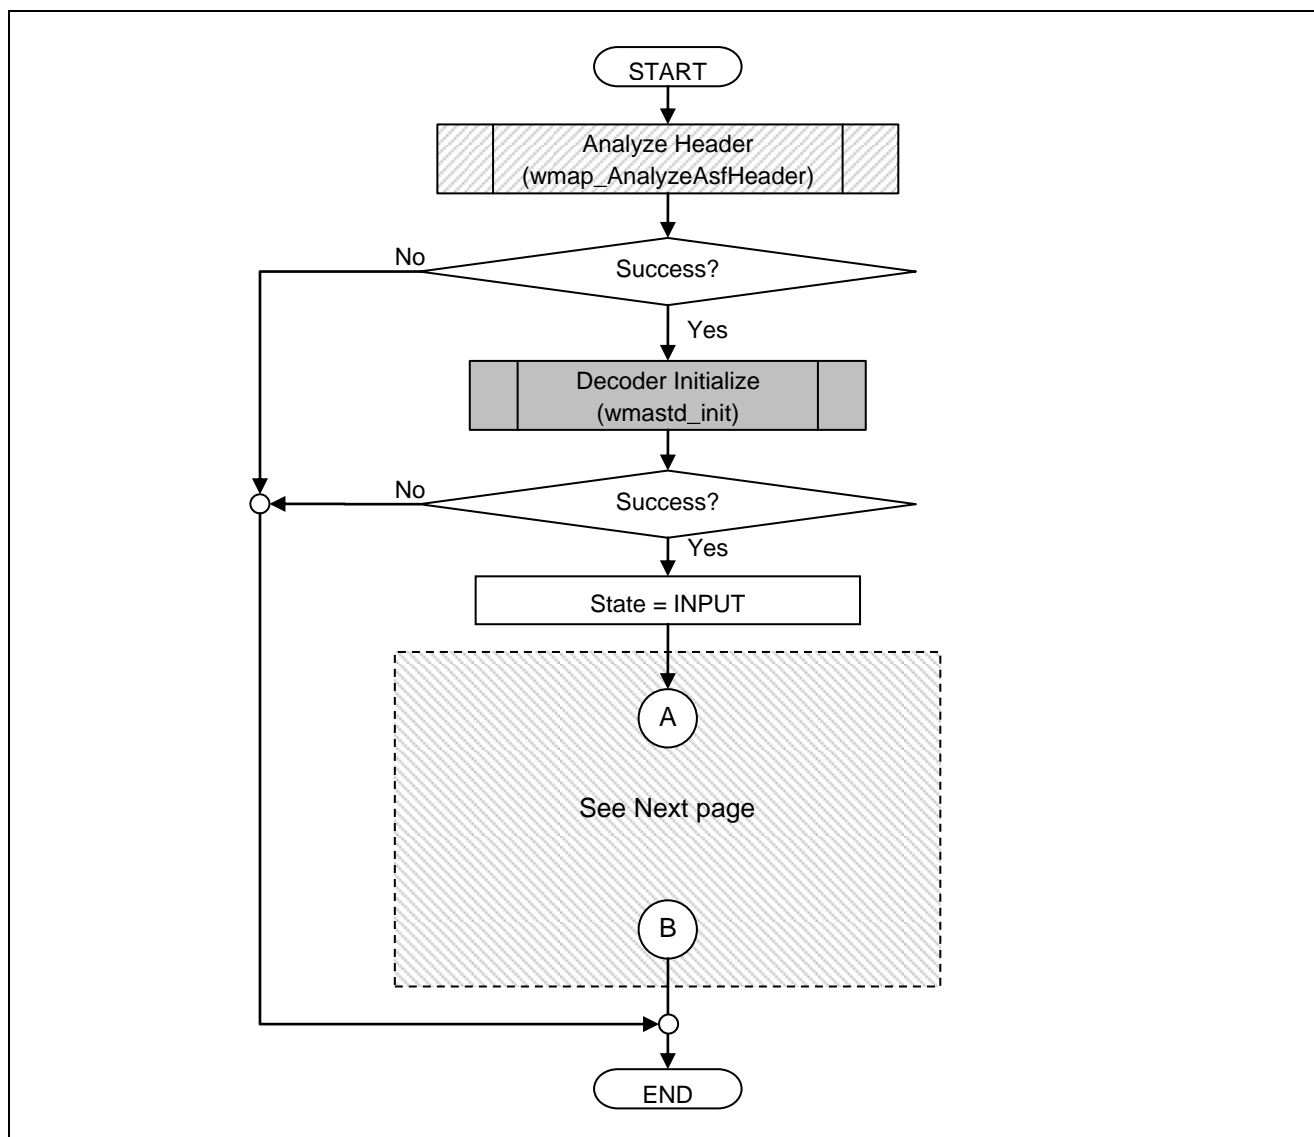 START
Analyze Header
(wmap_AnalyzeAsfHeader)
No
Success?
Yes
Decoder Initialize
(wmastd_init)
No
Success?
Yes
State = INPUT
A
See Next page
B
END